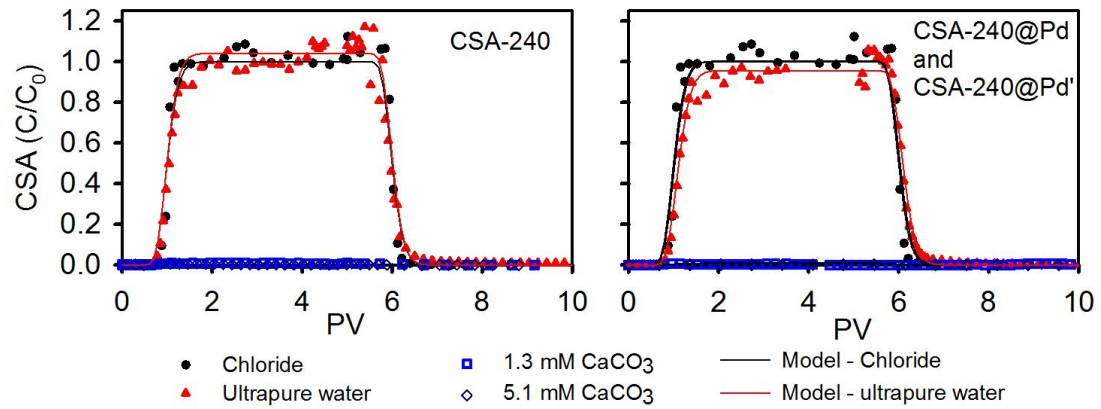 CSA (C/C₀)
1.2
1.0
0.8
0.6
0.4
0.2
0.0
CSA-240
0 2 4 6 8 10
PV
CSA-240@Pd
and
CSA-240@Pd'
0 2 4 6 8 10
PV
Chloride
1.3 mM CaCO₃
Model - Chloride
Ultrapure water
5.1 mM CaCO₃
Model - ultrapure water